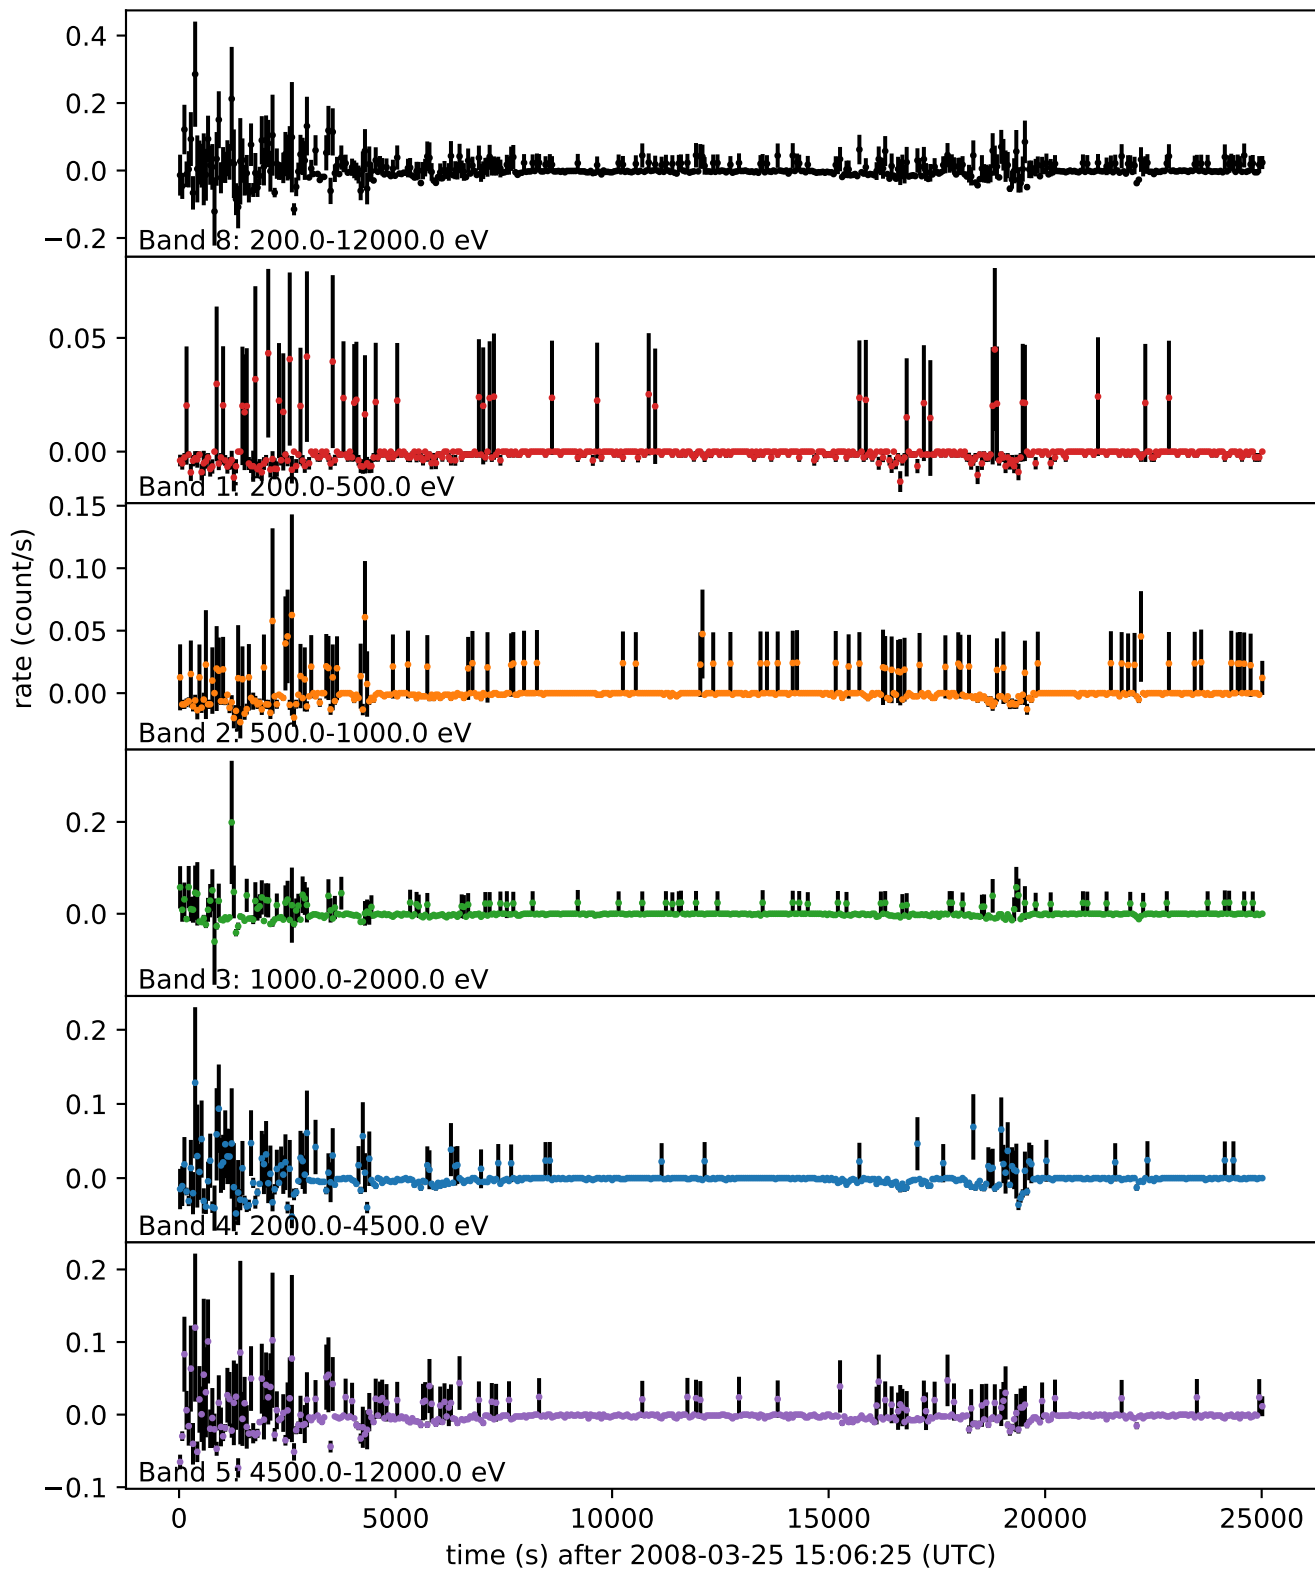 0.4
0.2
0.0
−0.2
Band 8: 200.0-12000.0 eV
0.05
0.00
Band 1: 200.0-500.0 eV
0.15
0.10
0.05
0.00
Band 2: 500.0-1000.0 eV
rate (count/s)
0.2
0.0
Band 3: 1000.0-2000.0 eV
0.2
0.1
0.0
Band 4: 2000.0-4500.0 eV
0.2
0.1
0.0
−0.1
Band 5: 4500.0-12000.0 eV
0 5000 10000 15000 20000 25000
time (s) after 2008-03-25 15:06:25 (UTC)